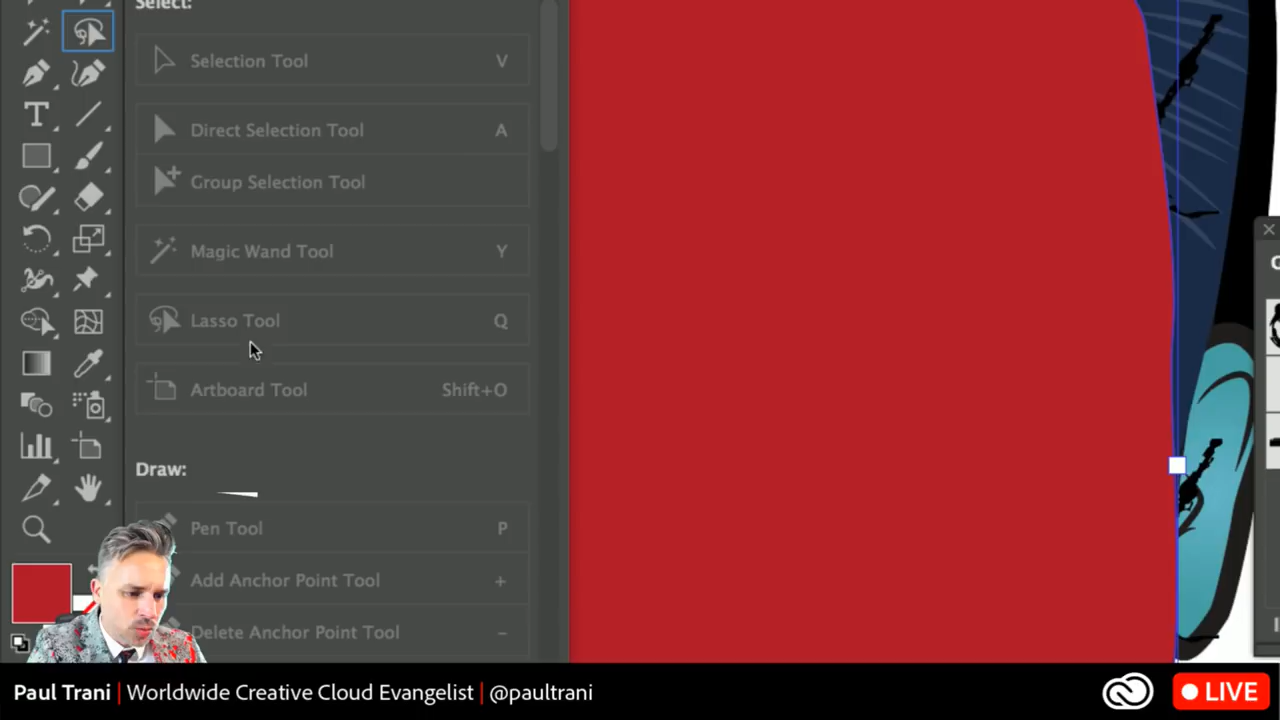 Select:
Selection Tool V
Direct Selection Tool A
Group Selection Tool
Magic Wand Tool Y
Lasso Tool Q
Artboard Tool Shift+O
Draw:
Pen Tool P
Add Anchor Point Tool +
Delete Anchor Point Tool −
Paul Trani | Worldwide Creative Cloud Evangelist | @paultrani
LIVE